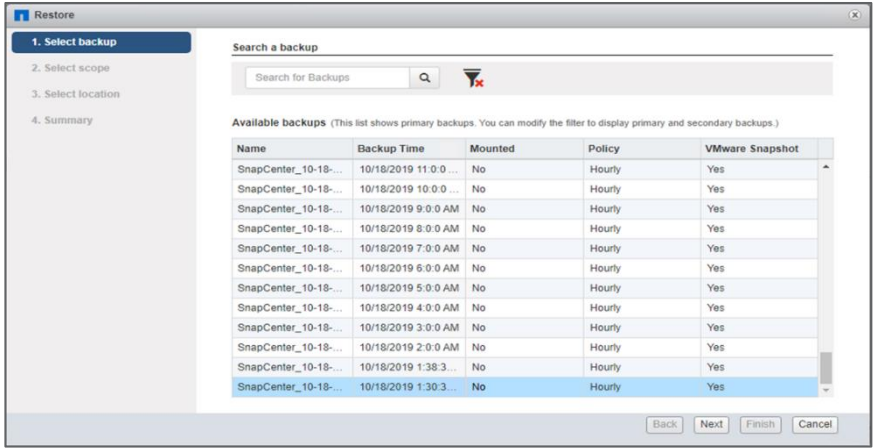 Restore
1. Select backup
2. Select scope
3. Select location
4. Summary
Search a backup
Search for Backups
Available backups (This list shows primary backups. You can modify the filter to display primary and secondary backups.)
Name Backup Time Mounted Policy VMware Snapshot
SnapCenter_10-18-... 10/18/2019 11:0:0 ... No Hourly Yes
SnapCenter_10-18-... 10/18/2019 10:0:0 ... No Hourly Yes
SnapCenter_10-18-... 10/18/2019 9:0:0 AM No Hourly Yes
SnapCenter_10-18-... 10/18/2019 8:0:0 AM No Hourly Yes
SnapCenter_10-18-... 10/18/2019 7:0:0 AM No Hourly Yes
SnapCenter_10-18-... 10/18/2019 6:0:0 AM No Hourly Yes
SnapCenter_10-18-... 10/18/2019 5:0:0 AM No Hourly Yes
SnapCenter_10-18-... 10/18/2019 4:0:0 AM No Hourly Yes
SnapCenter_10-18-... 10/18/2019 3:0:0 AM No Hourly Yes
SnapCenter_10-18-... 10/18/2019 2:0:0 AM No Hourly Yes
SnapCenter_10-18-... 10/18/2019 1:38:3... No Hourly Yes
SnapCenter_10-18-... 10/18/2019 1:30:3... No Hourly Yes
Back Next Finish Cancel